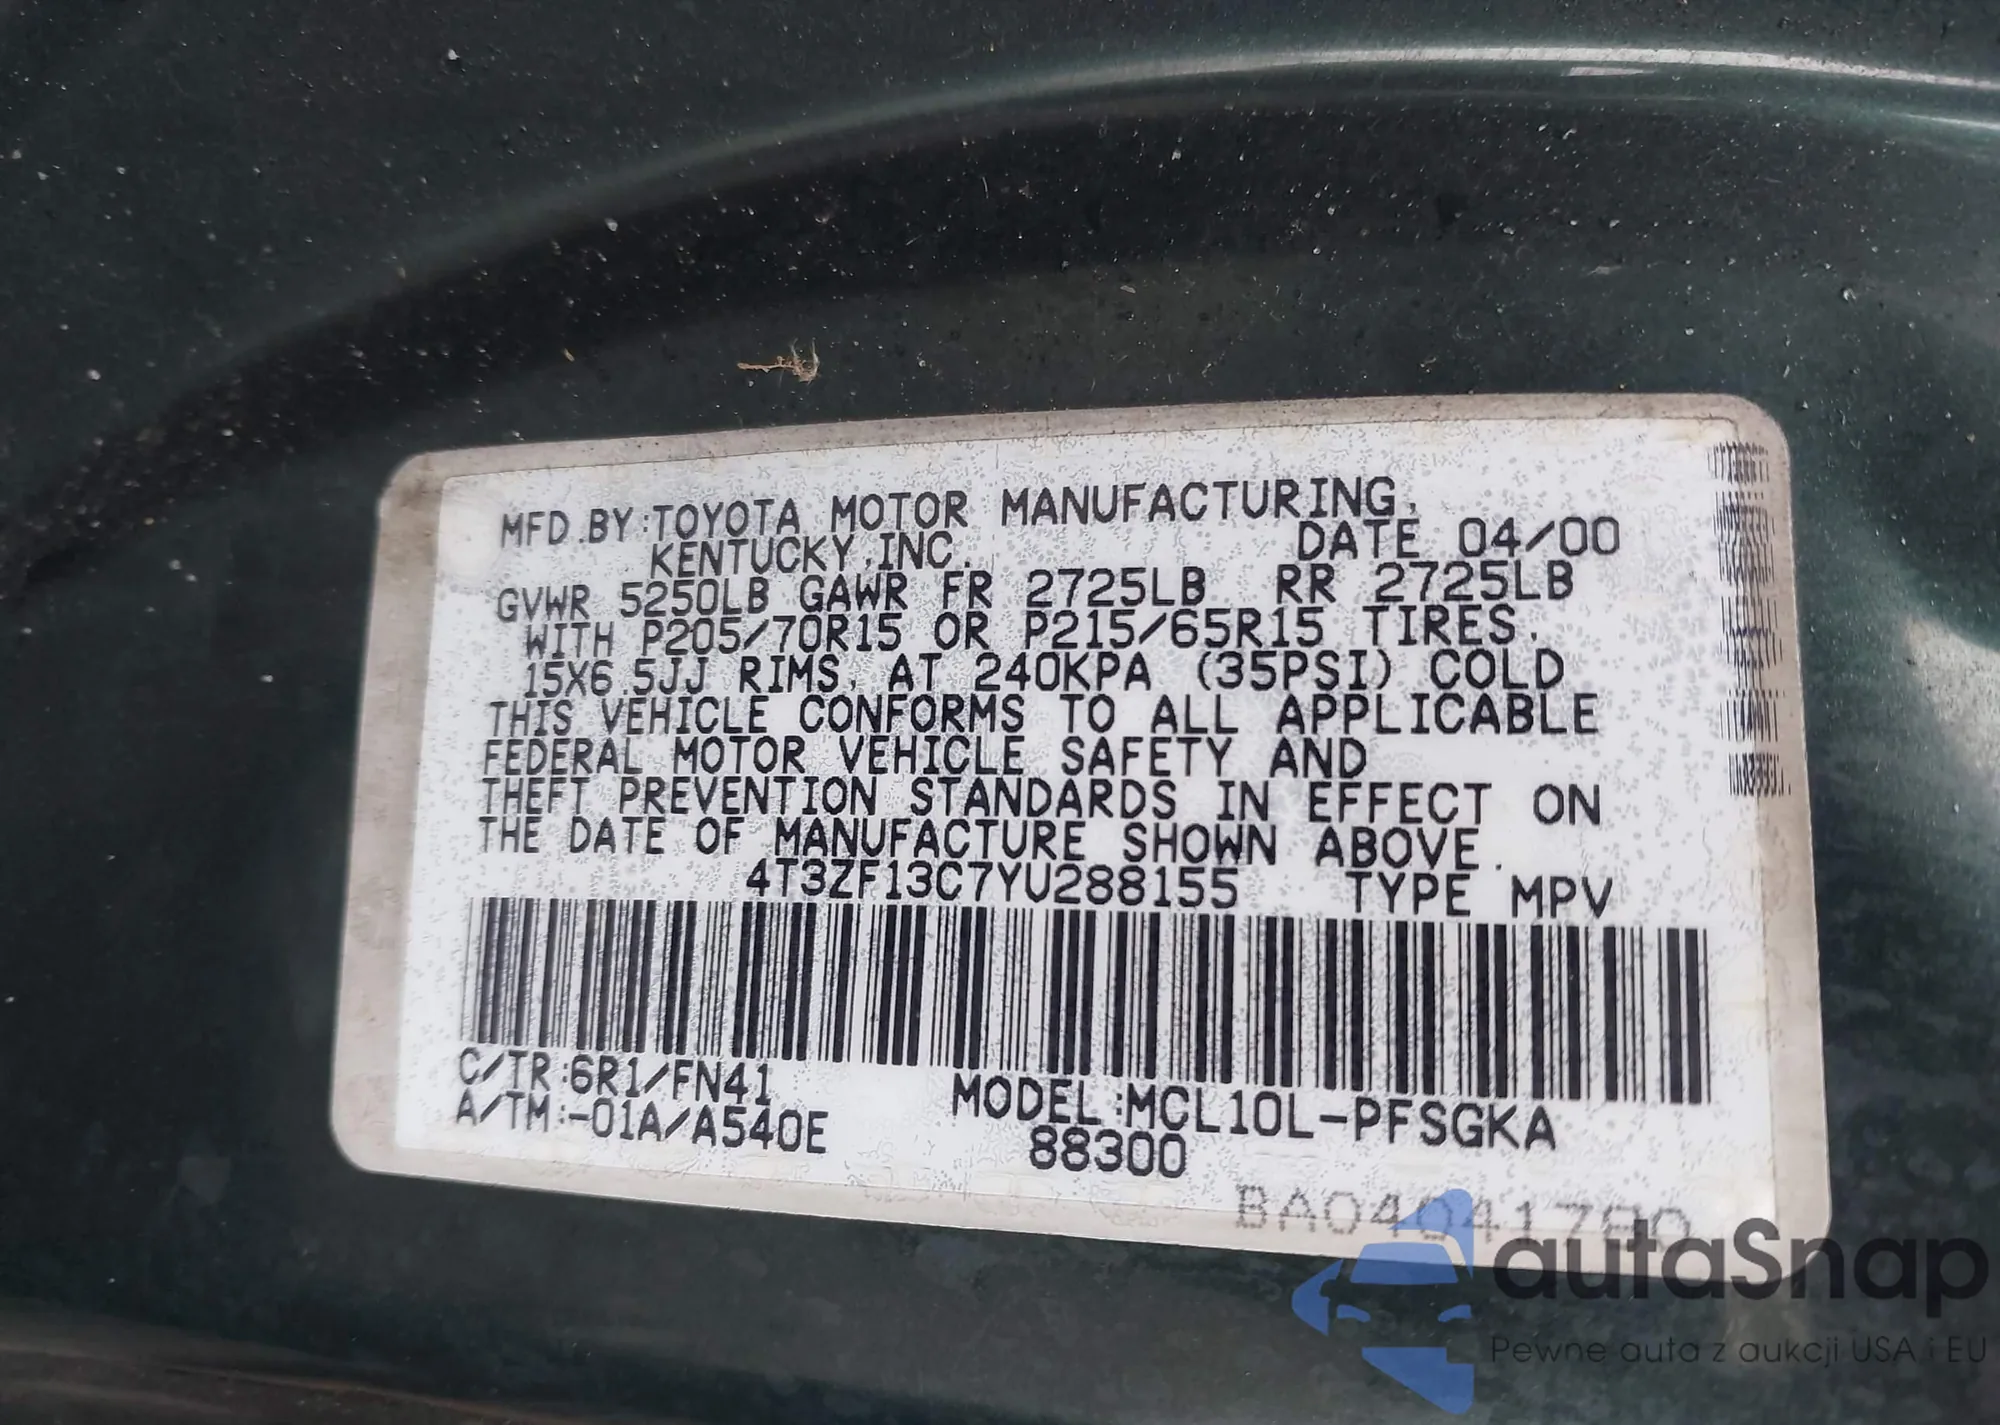 MFD.BY:TOYOTA MOTOR MANUFACTURING,
KENTUCKY,INC. DATE 04/00
GVWR 5250LB GAWR FR 2725LB RR 2725LB
WITH P205/70R15 OR P215/65R15 TIRES,
15X6.5JJ RIMS, AT 240KPA (35PSI) COLD
THIS VEHICLE CONFORMS TO ALL APPLICABLE
FEDERAL MOTOR VEHICLE SAFETY AND
THEFT PREVENTION STANDARDS IN EFFECT ON
THE DATE OF MANUFACTURE SHOWN ABOVE.
4T3ZF13C7YU288155 TYPE MPV
C/TR:6R1/FN41
A/TM:-01A/A540E
MODEL:MCL10L-PFSGKA
88300
autaSnap
Pewne auta z aukcji USA i EU